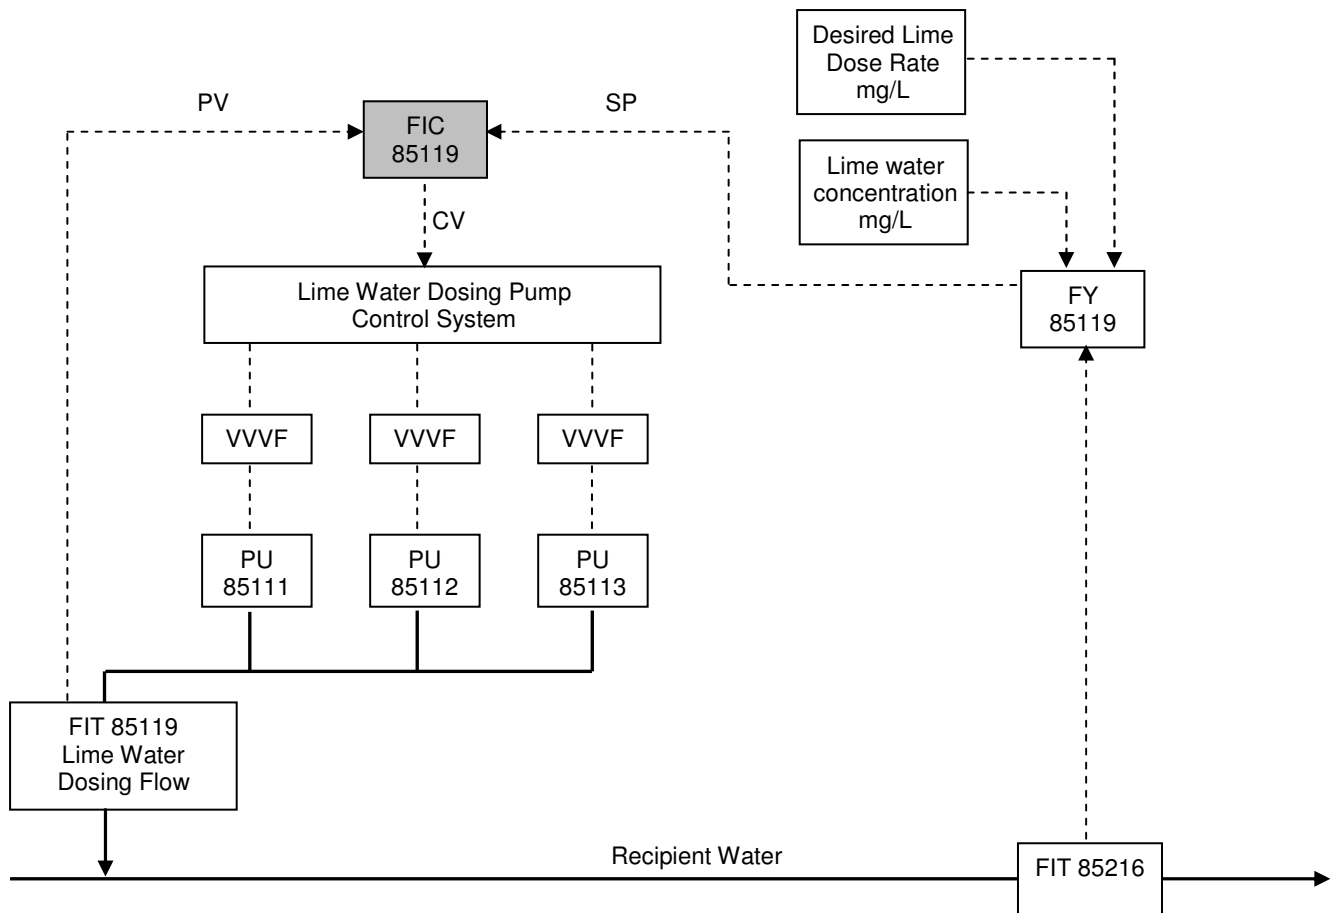 Desired Lime
Dose Rate
mg/L
PV
FIC
85119
SP
Lime water
concentration
mg/L
CV
Lime Water Dosing Pump
Control System
FY
85119
VVVF
VVVF
VVVF
PU
85111
PU
85112
PU
85113
FIT 85119
Lime Water
Dosing Flow
Recipient Water
FIT 85216